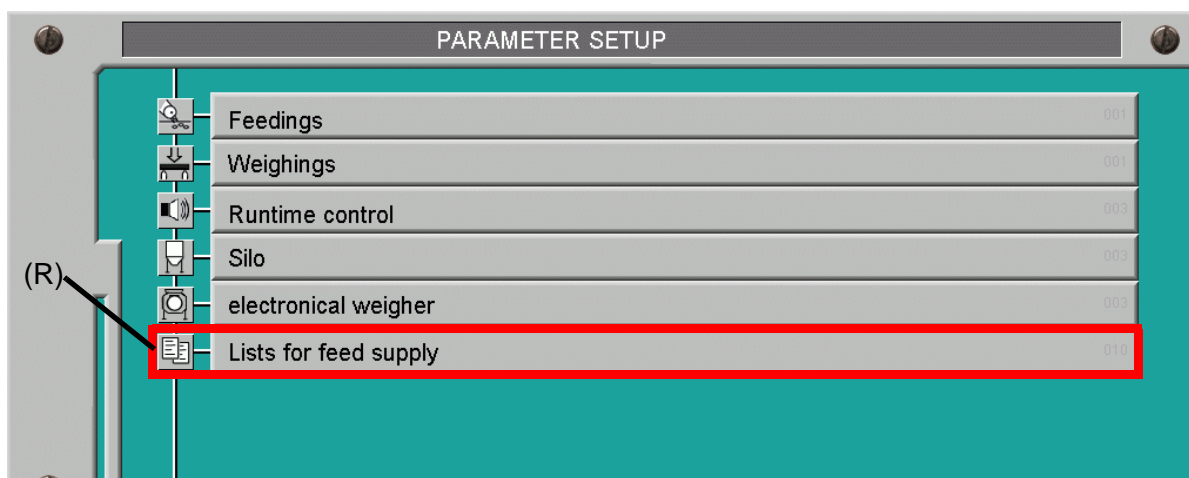 PARAMETER SETUP
Feedings 001
Weighings 001
Runtime control 003
Silo 003
(R)
electronical weigher 003
Lists for feed supply 010